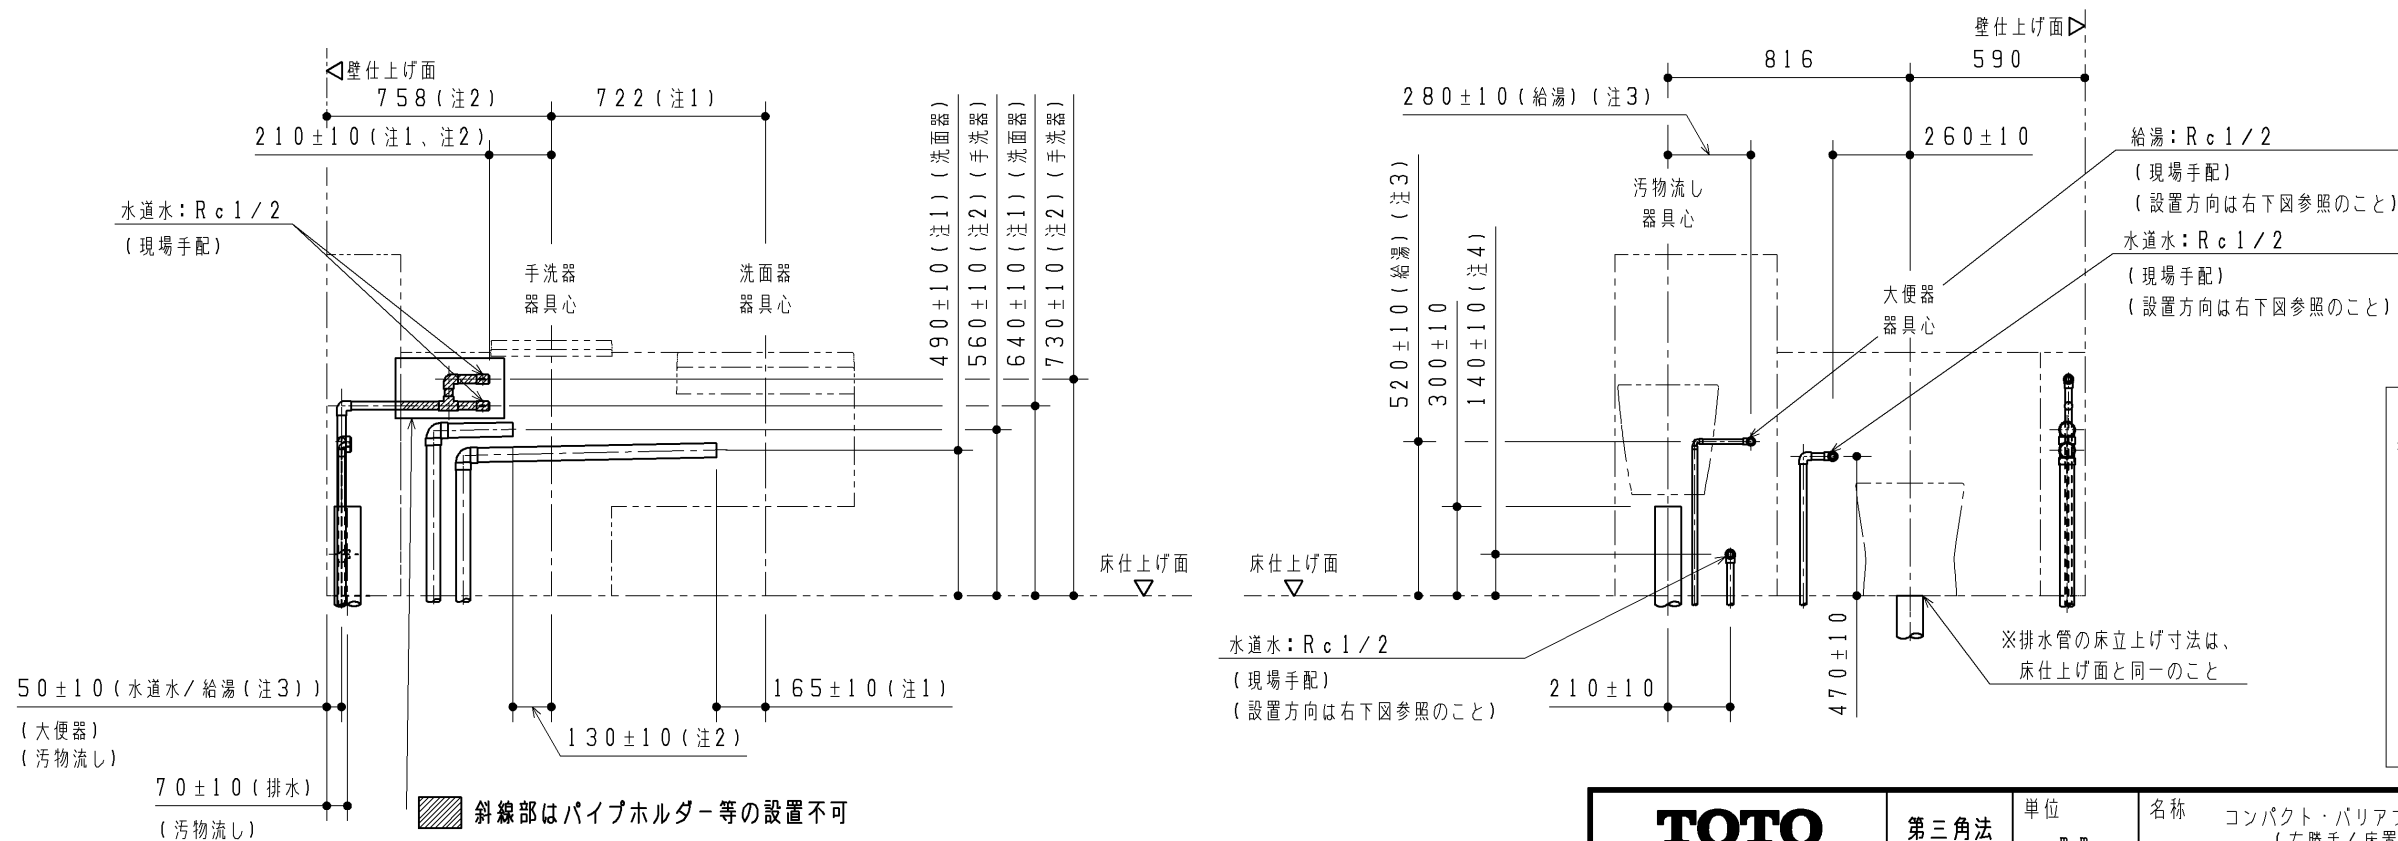 壁仕上げ面
758(注2)
722(注1)
210±10(注1、注2)
水道水:Rc1/2
(現場手配)
手洗器
器具心
洗面器
器具心
490±10(注1)(洗面器)
560±10(注2)(手洗器)
640±10(注1)(洗面器)
730±10(注2)(手洗器)
床仕上げ面
50±10(水道水/給湯(注3))
(大便器)
(汚物流し)
70±10(排水)
(汚物流し)
130±10(注2)
165±10(注1)
斜線部はパイプホルダー等の設置不可
壁仕上げ面
816
590
280±10(給湯)(注3)
260±10
給湯:Rc1/2
(現場手配)
(設置方向は右下図参照のこと)
水道水:Rc1/2
(現場手配)
(設置方向は右下図参照のこと)
汚物流し
器具心
大便器
器具心
520±10(給湯)(注3)
300±10
140±10(注4)
床仕上げ面
水道水:Rc1/2
(現場手配)
(設置方向は右下図参照のこと)
210±10
470±10
※排水管の床立上げ寸法は、
床仕上げ面と同一のこと
TOTO
第三角法
単位
名称
コンパクト・バリアフ